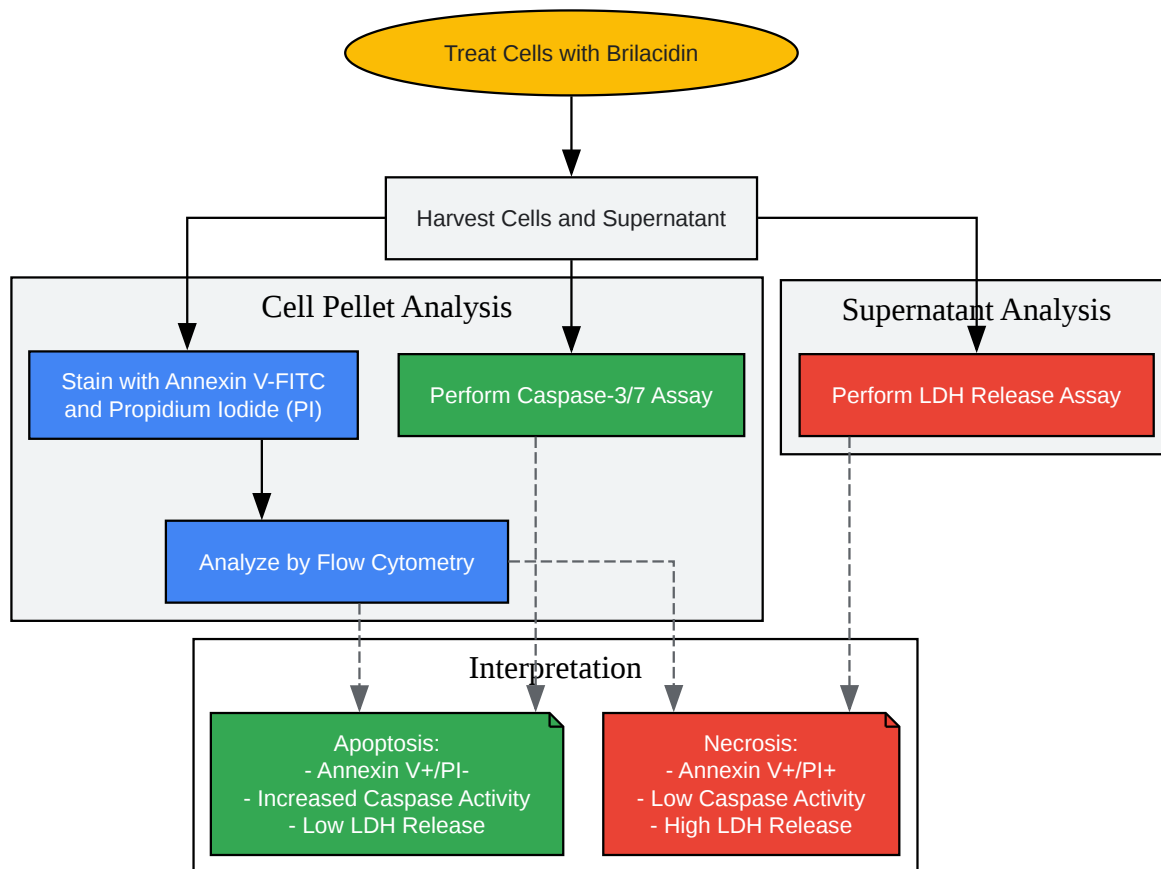 Treat Cells with Brilacidin
Harvest Cells and Supernatant
Cell Pellet Analysis
Supernatant Analysis
Stain with Annexin V-FITC
and Propidium Iodide (PI)
Perform Caspase-3/7 Assay
Perform LDH Release Assay
Analyze by Flow Cytometry
Interpretation
Apoptosis:
- Annexin V+/PI-
- Increased Caspase Activity
- Low LDH Release
Necrosis:
- Annexin V+/PI+
- Low Caspase Activity
- High LDH Release